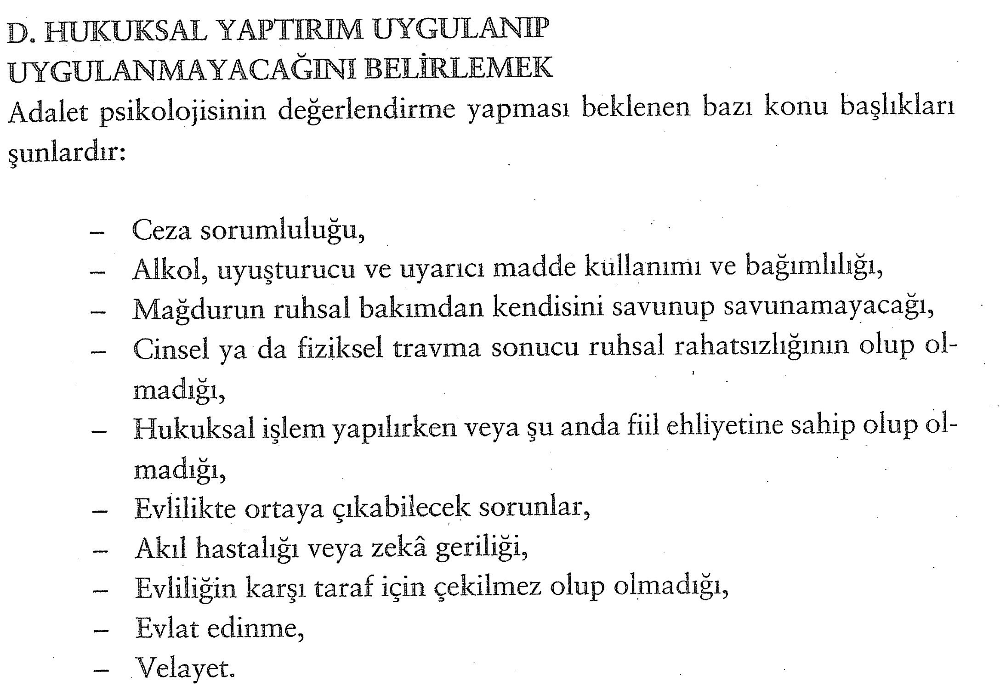 D. HUKUKSAL YAPTIRIM UYGULANIP
UYGULANMAYACAĞINI BELİRLEMEK
Adalet psikolojisinin değerlendirme yapması beklenen bazı konu başlıkları
şunlardır:
– Ceza sorumluluğu,
– Alkol, uyuşturucu ve uyarıcı madde kullanımı ve bağımlılığı,
– Mağdurun ruhsal bakımdan kendisini savunup savunamayacağı,
– Cinsel ya da fiziksel travma sonucu ruhsal rahatsızlığının olup ol-
madığı,
– Hukuksal işlem yapılırken veya şu anda fiil ehliyetine sahip olup ol-
madığı,
– Evlilikte ortaya çıkabilecek sorunlar,
– Akıl hastalığı veya zekâ geriliği,
– Evliliğin karşı taraf için çekilmez olup olmadığı,
– Evlat edinme,
– Velayet.